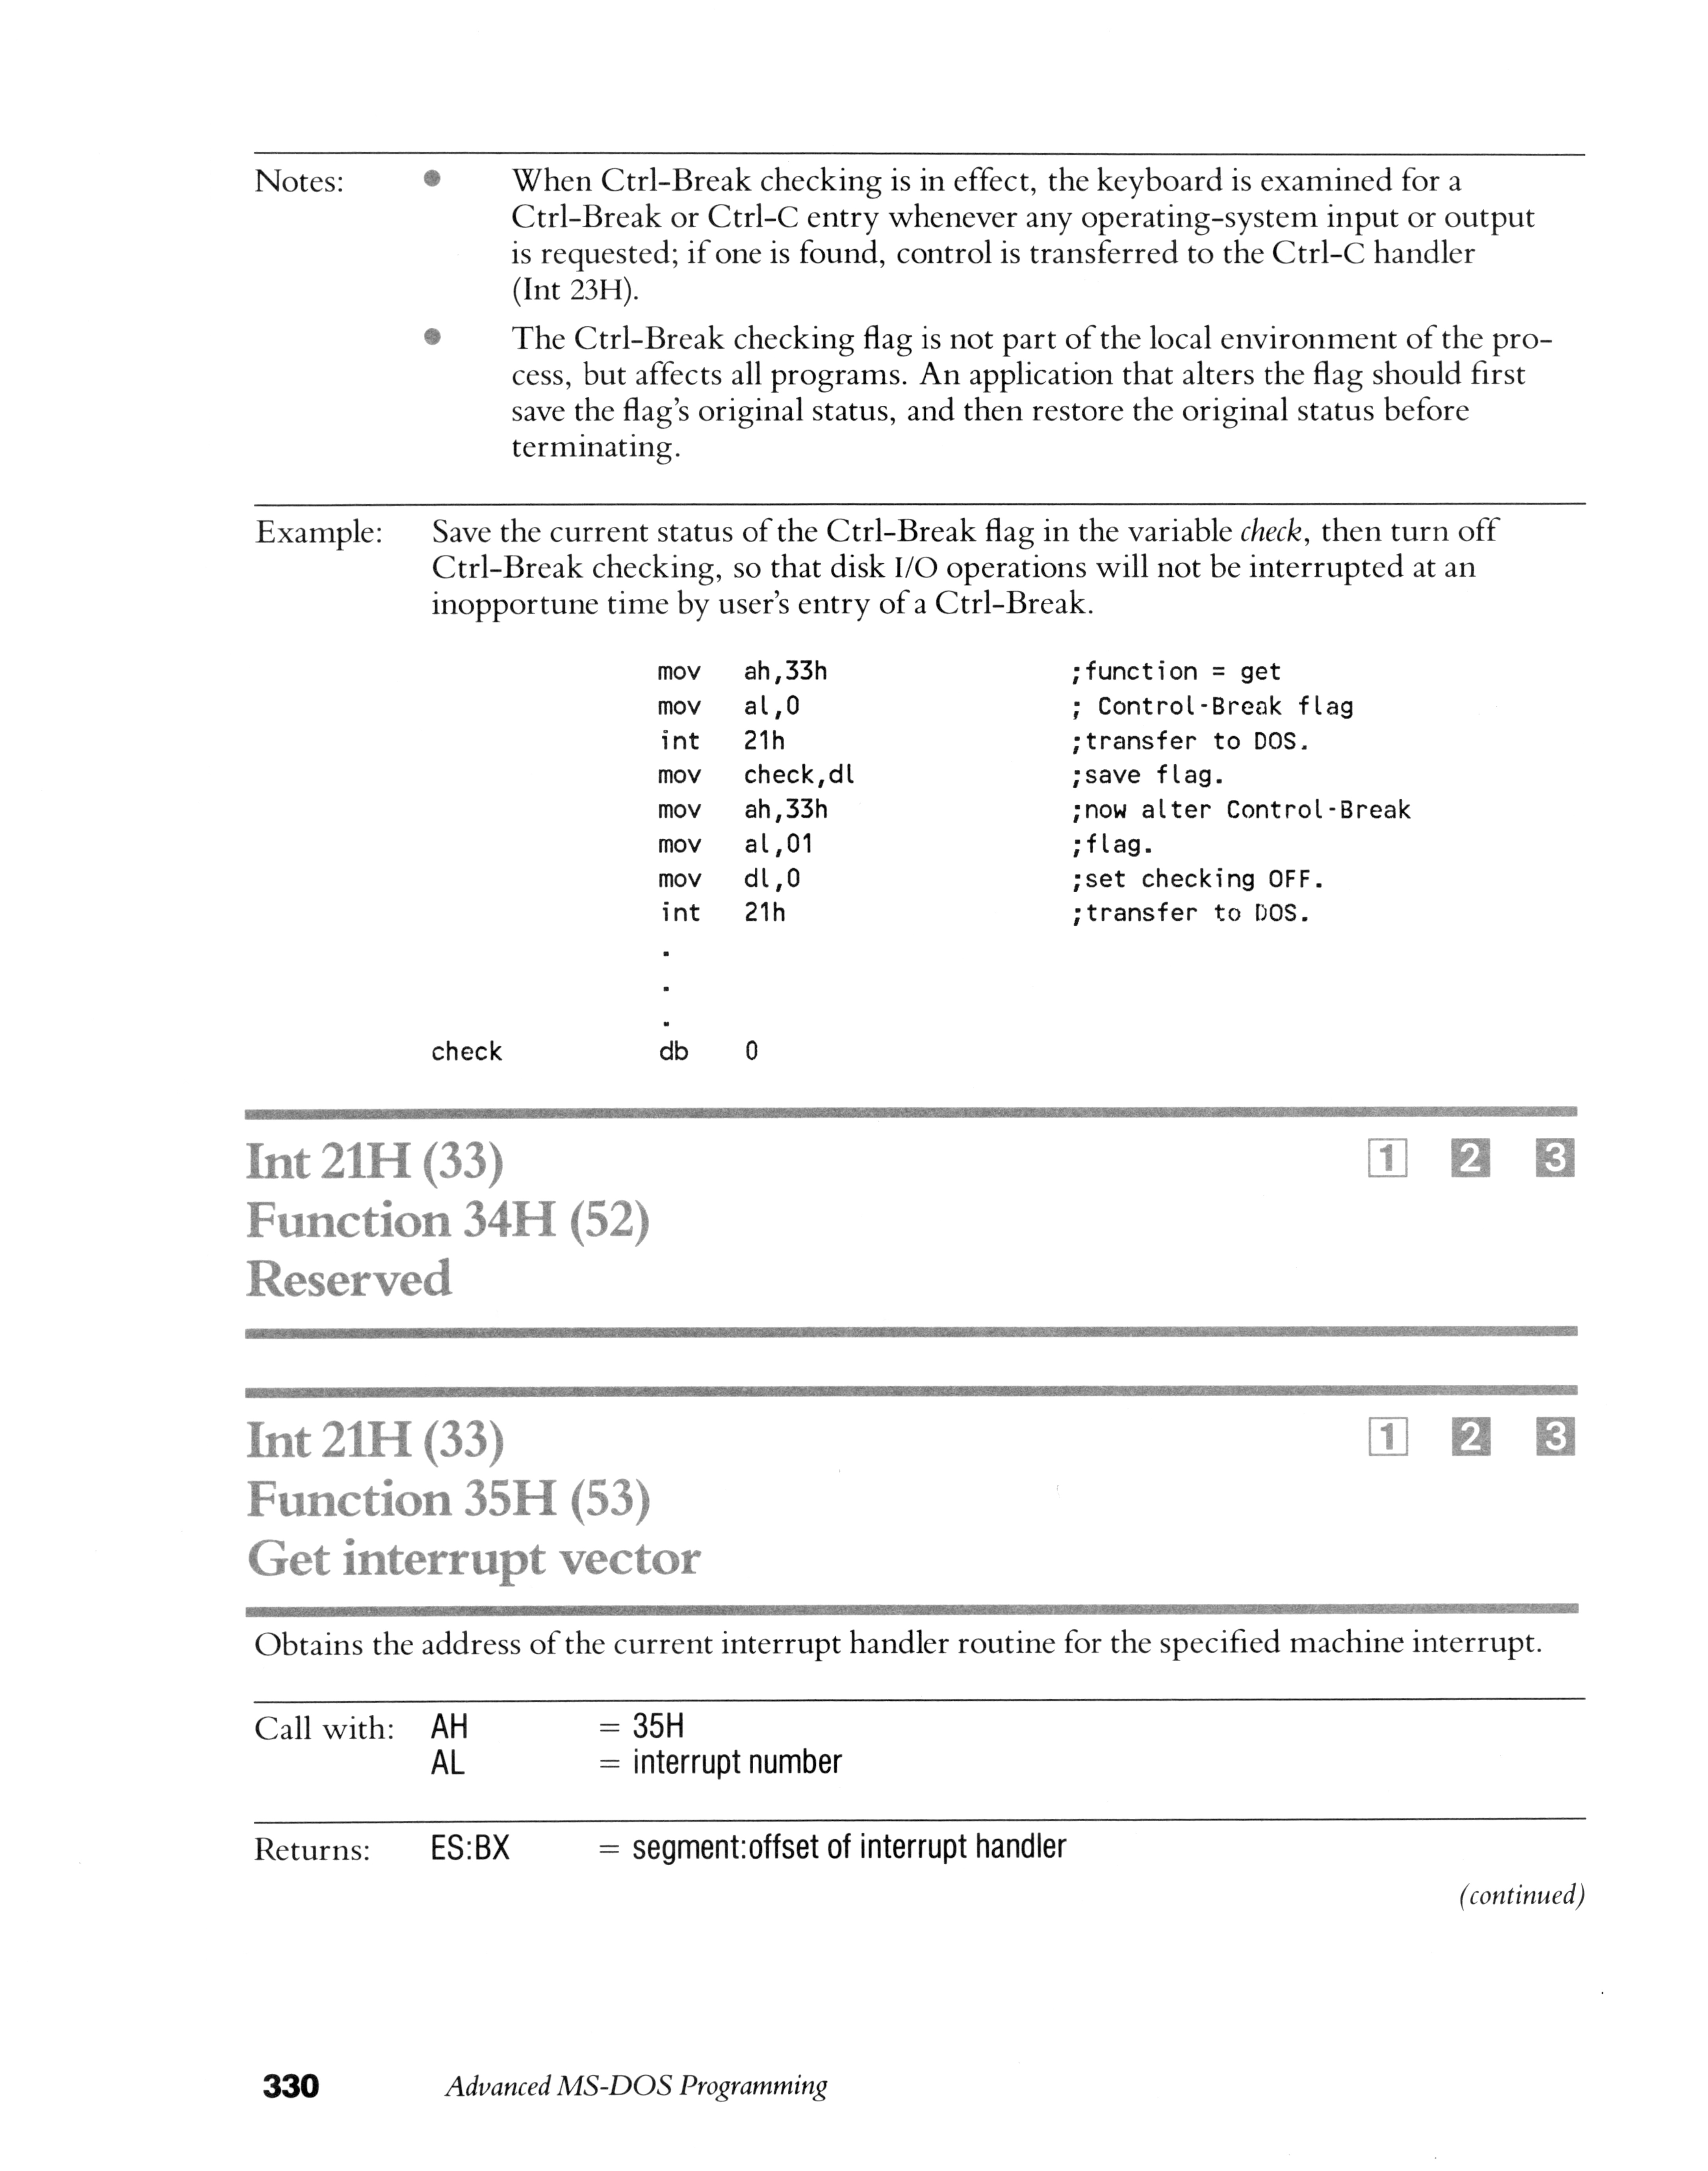 Notes: ● When Ctrl-Break checking is in effect, the keyboard is examined for a
Ctrl-Break or Ctrl-C entry whenever any operating-system input or output
is requested; if one is found, control is transferred to the Ctrl-C handler
(Int 23H).
● The Ctrl-Break checking flag is not part of the local environment of the pro-
cess, but affects all programs. An application that alters the flag should first
save the flag's original status, and then restore the original status before
terminating.
Example: Save the current status of the Ctrl-Break flag in the variable check, then turn off
Ctrl-Break checking, so that disk I/O operations will not be interrupted at an
inopportune time by user's entry of a Ctrl-Break.
mov ah,33h ;function = get
mov al,0 ; Control-Break flag
int 21h ;transfer to DOS.
mov check,dl ;save flag.
mov ah,33h ;now alter Control-Break
mov al,01 ;flag.
mov dl,0 ;set checking OFF.
int 21h ;transfer to DOS.
.
.
.
check db 0
Int 21H (33) 1 2 3
Function 34H (52)
Reserved
Int 21H (33) 1 2 3
Function 35H (53)
Get interrupt vector
Obtains the address of the current interrupt handler routine for the specified machine interrupt.
Call with: AH = 35H
AL = interrupt number
Returns: ES:BX = segment:offset of interrupt handler
(continued)
330 Advanced MS-DOS Programming